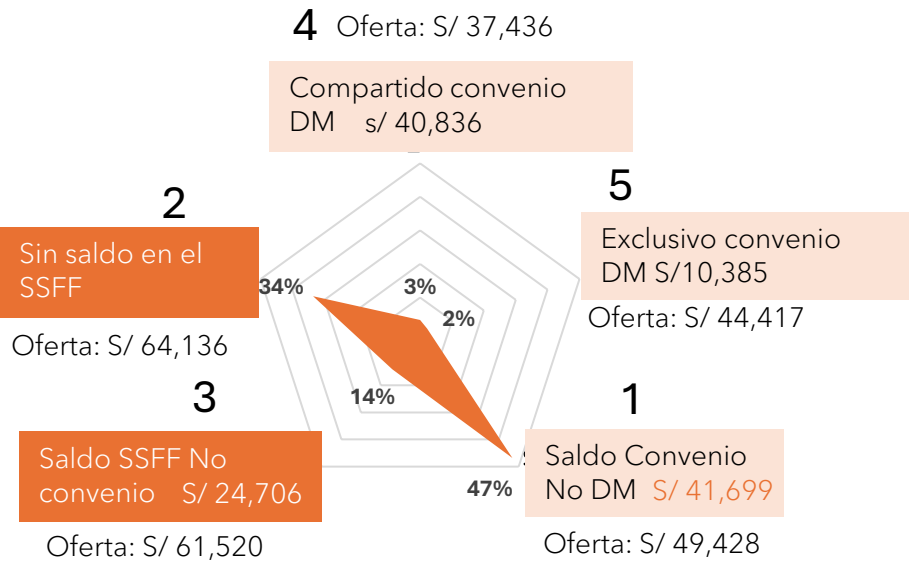 4 Oferta: S/ 37,436
Compartido convenio
DM s/ 40,836
5
Exclusivo convenio
DM S/10,385
Oferta: S/ 44,417
2
Sin saldo en el
SSFF
Oferta: S/ 64,136
34%
3%
2%
14%
47%
3
Saldo SSFF No
convenio S/ 24,706
Oferta: S/ 61,520
1
Saldo Convenio
No DM S/ 41,699
Oferta: S/ 49,428